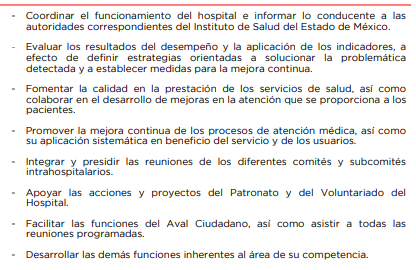 - Coordinar el funcionamiento del hospital e informar lo conducente a las
autoridades correspondientes del Instituto de Salud del Estado de México.
- Evaluar los resultados del desempeño y la aplicación de los indicadores, a
efecto de definir estrategias orientadas a solucionar la problemática
detectada y a establecer medidas para la mejora continua.
- Fomentar la calidad en la prestación de los servicios de salud, así como
colaborar en el desarrollo de mejoras en la atención que se proporciona a los
pacientes.
- Promover la mejora continua de los procesos de atención médica, así como
su aplicación sistemática en beneficio del servicio y de los usuarios.
- Integrar y presidir las reuniones de los diferentes comités y subcomités
intrahospitalarios.
- Apoyar las acciones y proyectos del Patronato y del Voluntariado del
Hospital.
- Facilitar las funciones del Aval Ciudadano, así como asistir a todas las
reuniones programadas.
- Desarrollar las demás funciones inherentes al área de su competencia.